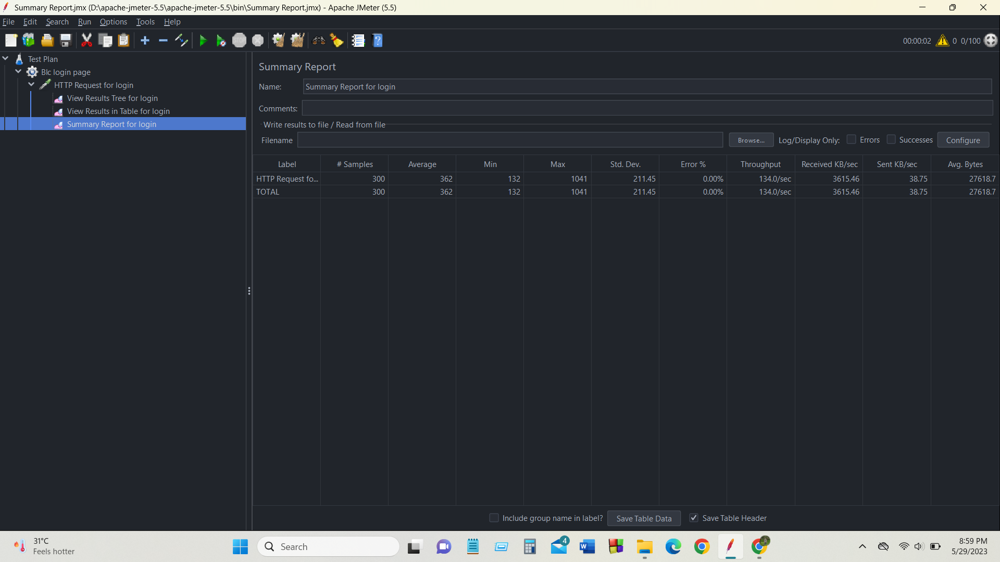 Summary Report.jmx (D:\apache-jmeter-5.5\apache-jmeter-5.5\bin\Summary Report.jmx) - Apache JMeter (5.5)
File Edit Search Run Options Tools Help
STOP
00:00:02 0 0/100
Test Plan
Blc login page
HTTP Request for login
View Results Tree for login
View Results in Table for login
Summary Report for login
Summary Report
Name: Summary Report for login
Comments:
Write results to file / Read from file
Filename Browse... Log/Display Only: Errors Successes Configure
Label # Samples Average Min Max Std. Dev. Error % Throughput Received KB/sec Sent KB/sec Avg. Bytes
HTTP Request fo... 300 362 132 1041 211.45 0.00% 134.0/sec 3615.46 38.75 27618.7
TOTAL 300 362 132 1041 211.45 0.00% 134.0/sec 3615.46 38.75 27618.7
Include group name in label? Save Table Data Save Table Header
31°C
Feels hotter
Search
4
8:59 PM
5/29/2023